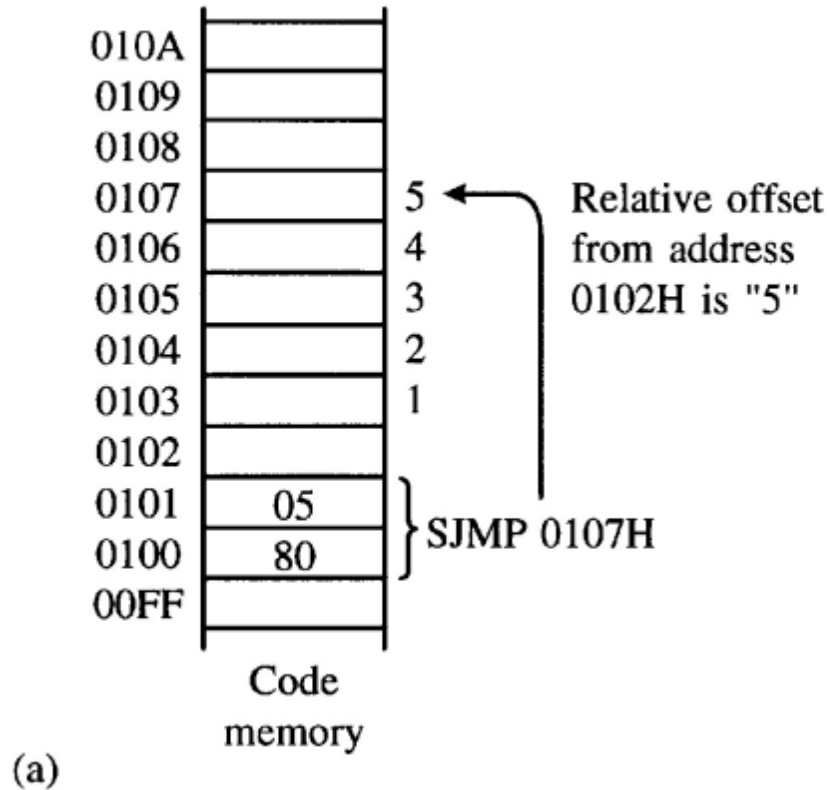 010A
0109
0108
0107 5 Relative offset
0106 4 from address
0105 3 0102H is "5"
0104 2
0103 1
0102
0101 05
SJMP 0107H
0100 80
00FF
Code
memory
(a)